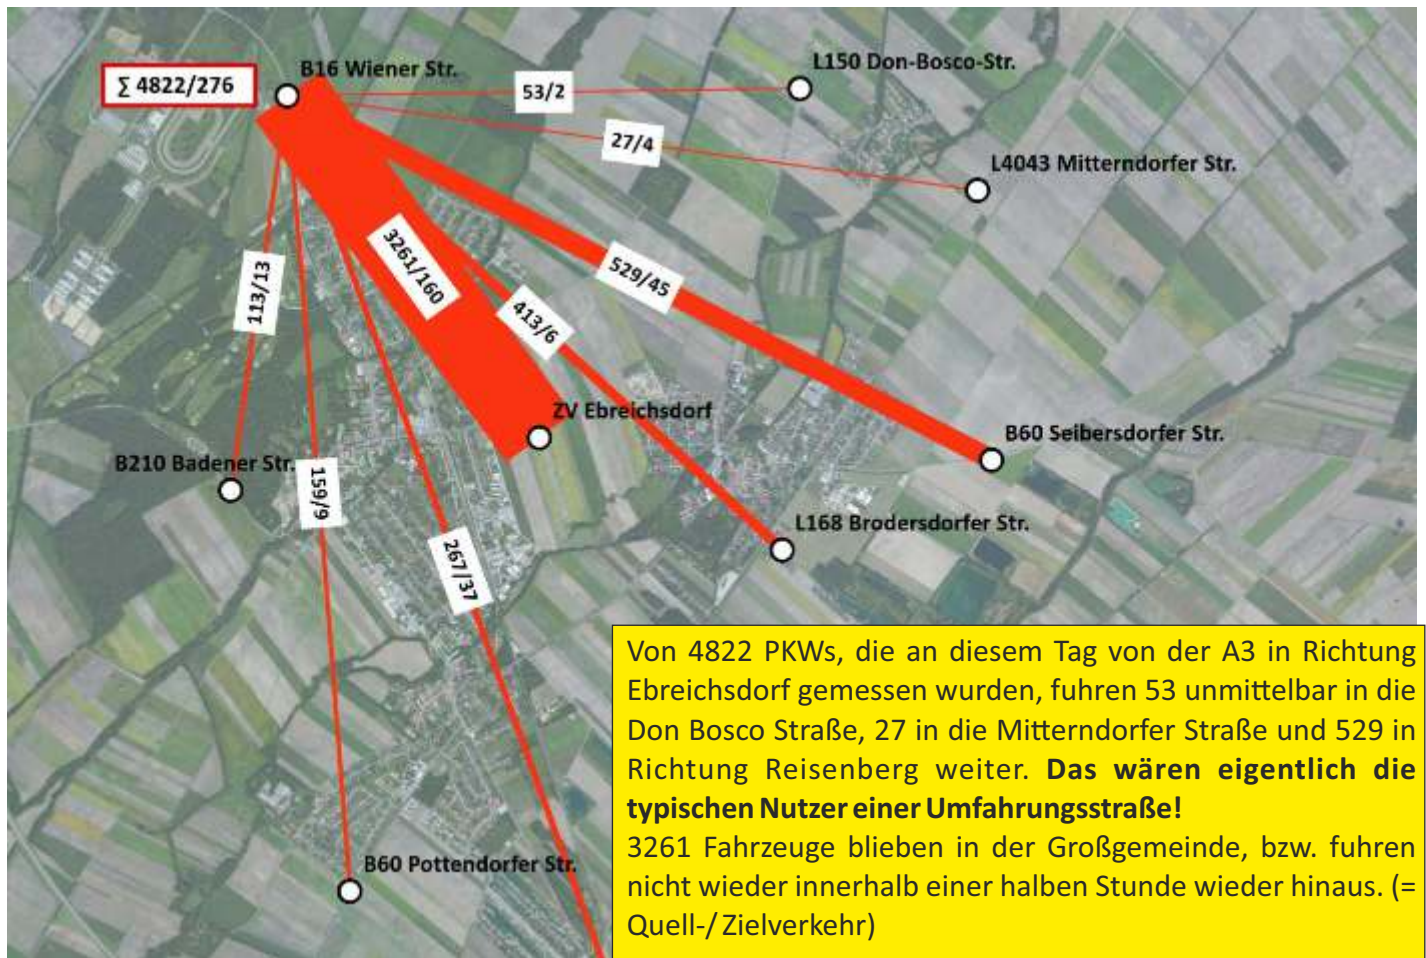 B16 Wiener Str.
∑ 4822/276
L150 Don-Bosco-Str.
53/2
27/4
L4043 Mitterndorfer Str.
3261/160
529/45
113/13
413/6
ZV Ebreichsdorf
B60 Seibersdorfer Str.
B210 Badener Str.
159/9
L168 Brodersdorfer Str.
267/37
B60 Pottendorfer Str.
Von 4822 PKWs, die an diesem Tag von der A3 in Richtung
Ebreichsdorf gemessen wurden, fuhren 53 unmittelbar in die
Don Bosco Straße, 27 in die Mitterndorfer Straße und 529 in
Richtung Reisenberg weiter. Das wären eigentlich die
typischen Nutzer einer Umfahrungsstraße!
3261 Fahrzeuge blieben in der Großgemeinde, bzw. fuhren
nicht wieder innerhalb einer halben Stunde wieder hinaus. (=
Quell-/ Zielverkehr)